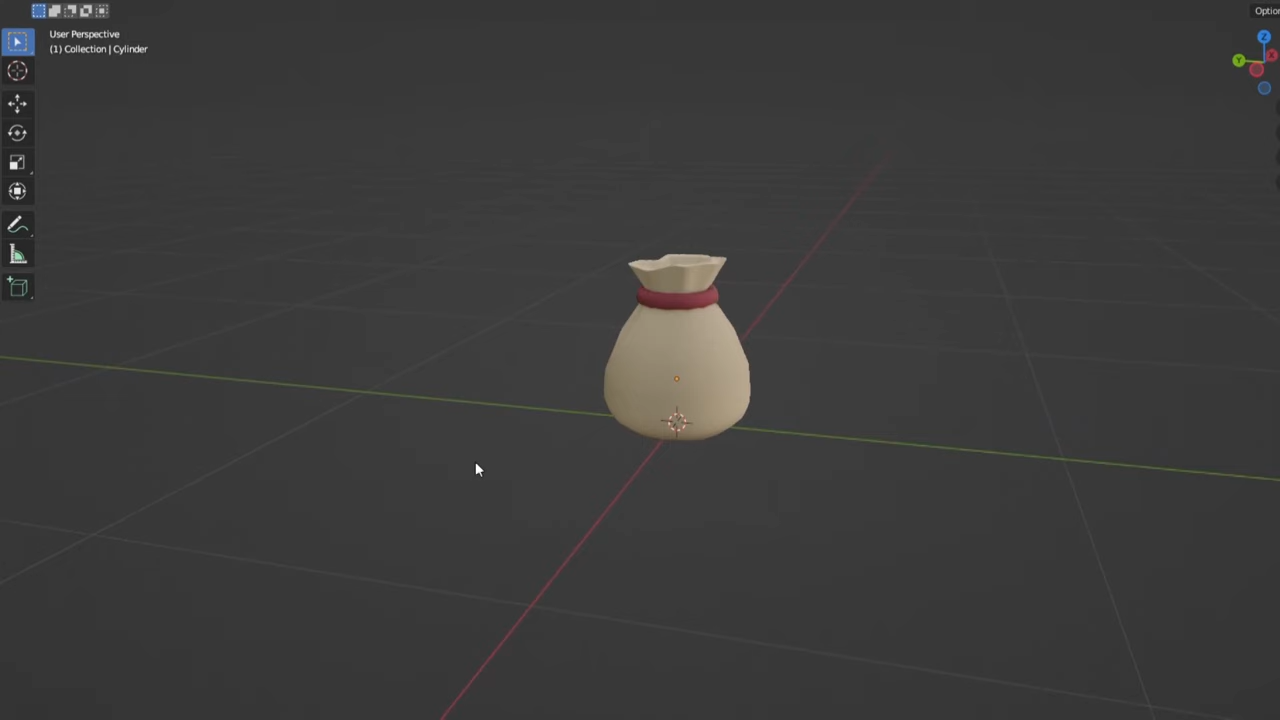 Option
User Perspective
(1) Collection | Cylinder
Z
Y
X